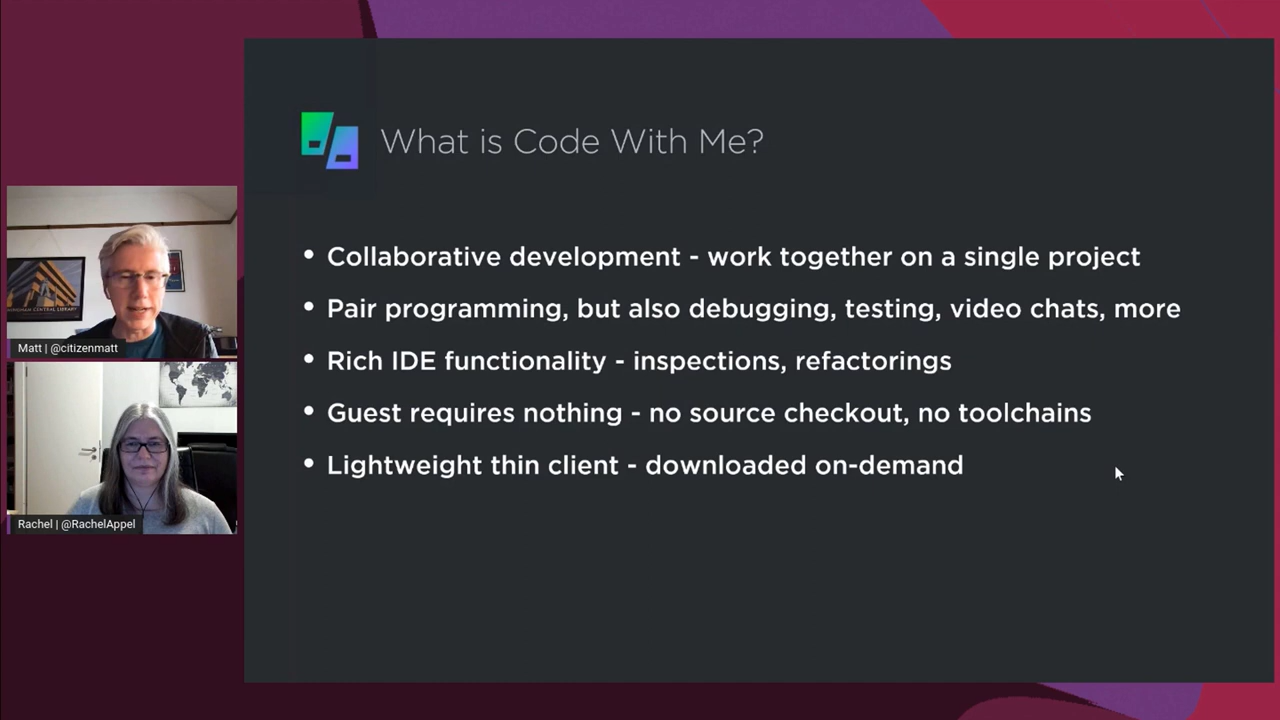 What is Code With Me?
• Collaborative development - work together on a single project
• Pair programming, but also debugging, testing, video chats, more
• Rich IDE functionality - inspections, refactorings
• Guest requires nothing - no source checkout, no toolchains
• Lightweight thin client - downloaded on-demand
Matt | @citizenmatt
Rachel | @RachelAppel